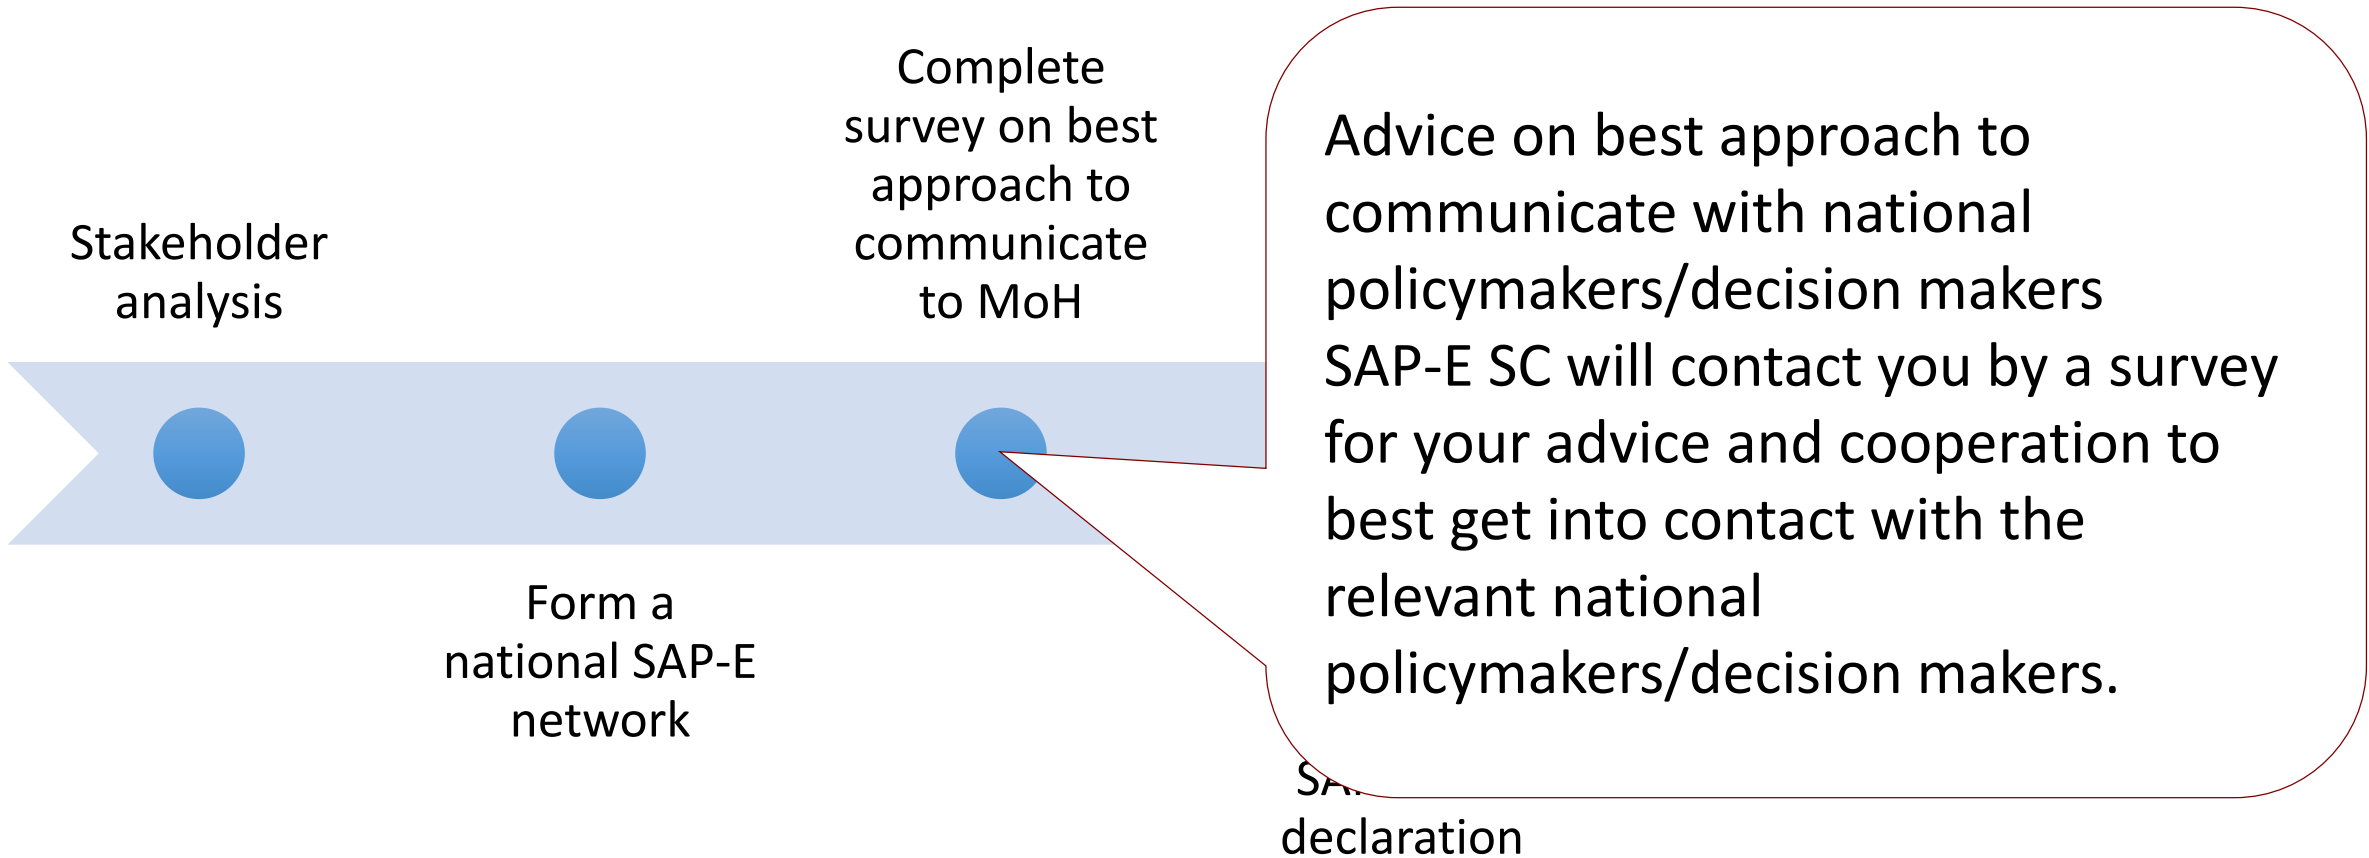 Stakeholder
analysis
Form a
national SAP-E
network
Complete
survey on best
approach to
communicate
to MoH
Advice on best approach to
communicate with national
policymakers/decision makers
SAP-E SC will contact you by a survey
for your advice and cooperation to
best get into contact with the
relevant national
policymakers/decision makers.
declaration